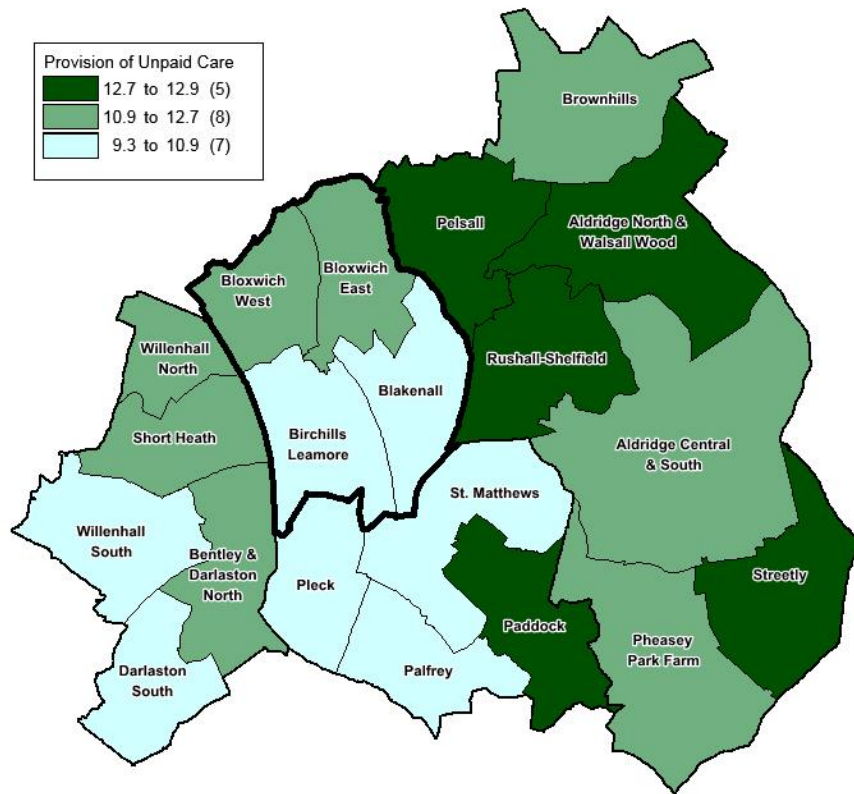 Provision of Unpaid Care
12.7 to 12.9 (5)
10.9 to 12.7 (8)
9.3 to 10.9 (7)
Brownhills
Pelsall
Aldridge North &
Walsall Wood
Bloxwich
West
Bloxwich
East
Willenhall
North
Rushall-Shelfield
Blakenall
Short Heath
Birchills
Leamore
Aldridge Central
& South
St. Matthews
Willenhall
South
Bentley &
Darlaston
North
Pleck
Streetly
Paddock
Pheasey
Park Farm
Darlaston
South
Palfrey